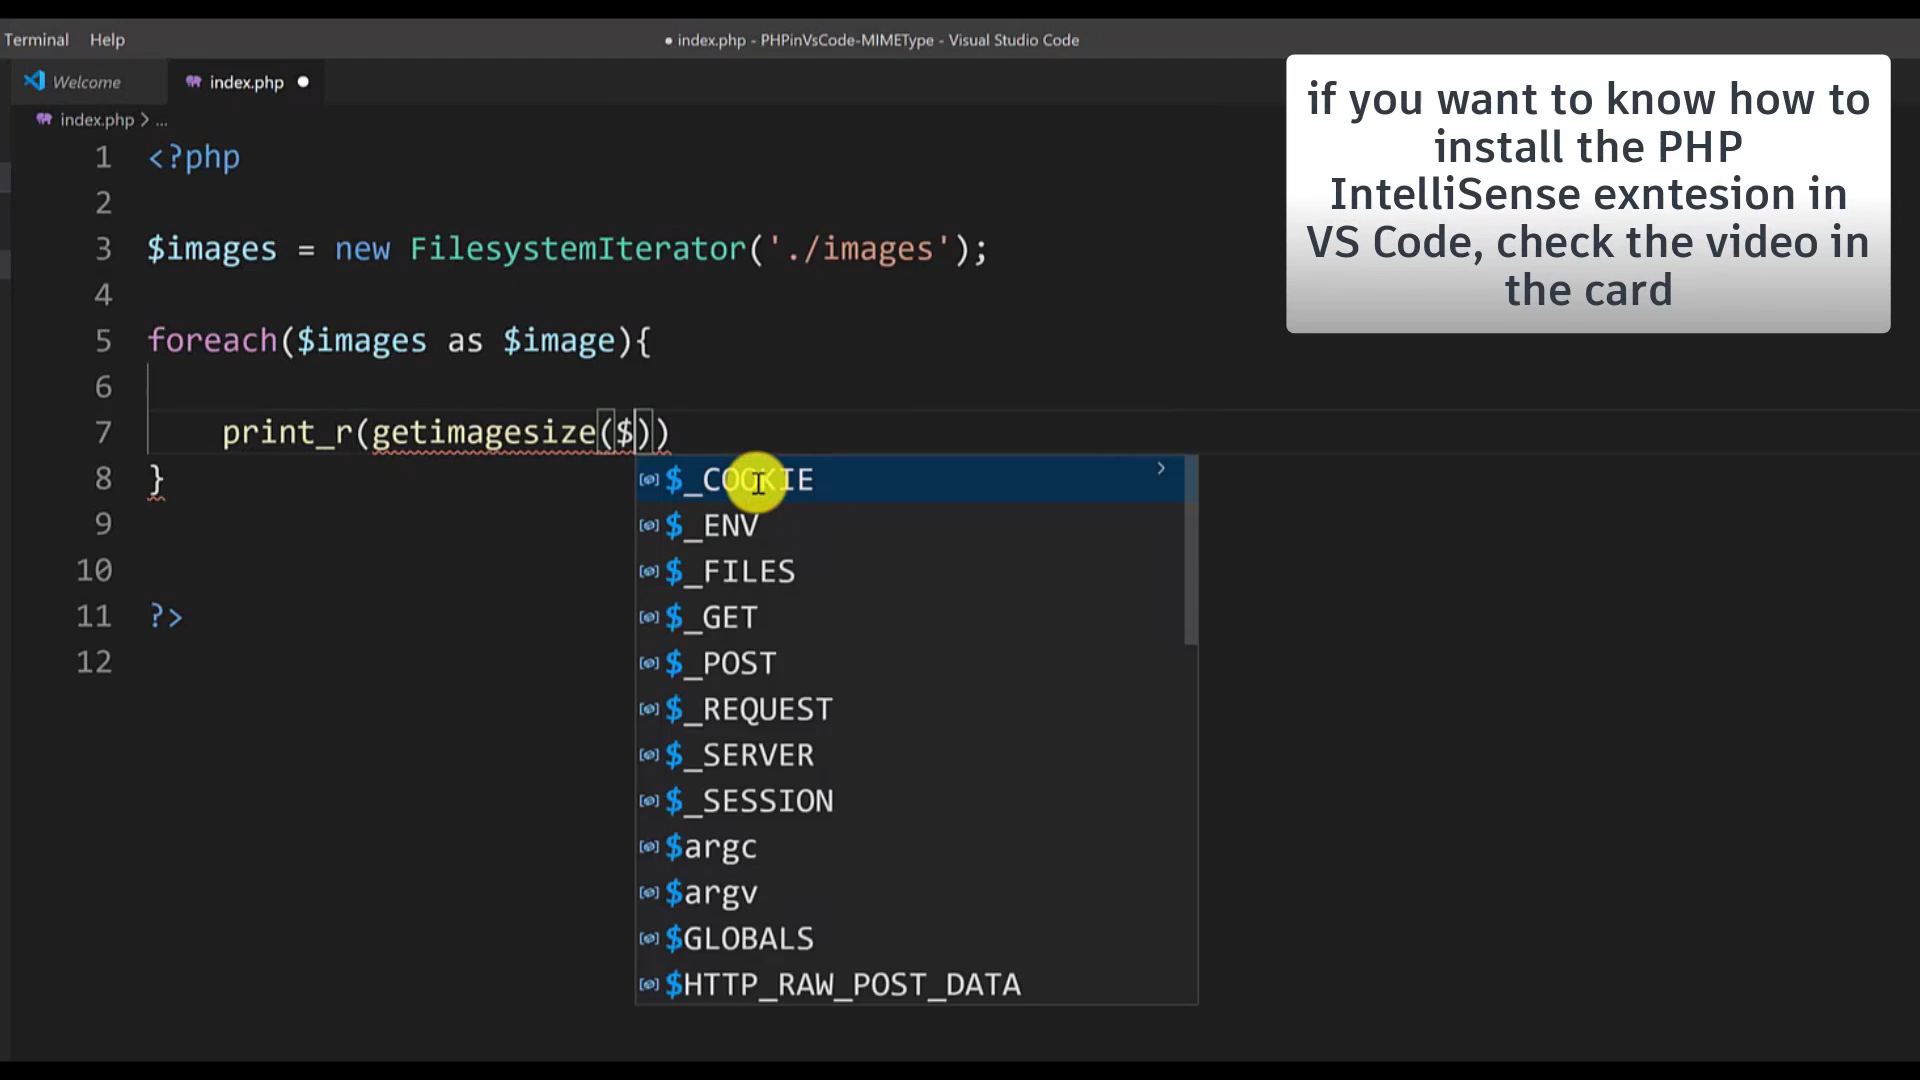 Terminal Help
● index.php - PHPinVsCode-MIMEType - Visual Studio Code
Welcome index.php ●
index.php > ...
if you want to know how to
install the PHP
IntelliSense exntesion in
VS Code, check the video in
the card
1 <?php
2
3 $images = new FilesystemIterator('./images');
4
5 foreach($images as $image){
6
7 print_r(getimagesize($))
8 }
9
10
11 ?>
12
$_COOKIE
$_ENV
$_FILES
$_GET
$_POST
$_REQUEST
$_SERVER
$_SESSION
$argc
$argv
$GLOBALS
$HTTP_RAW_POST_DATA